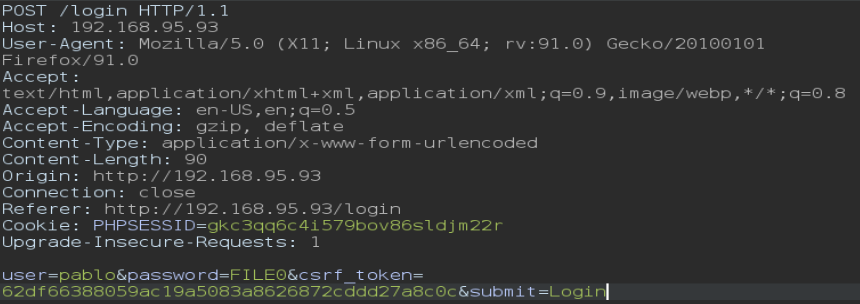 POST /login HTTP/1.1
Host: 192.168.95.93
User-Agent: Mozilla/5.0 (X11; Linux x86_64; rv:91.0) Gecko/20100101
Firefox/91.0
Accept:
text/html,application/xhtml+xml,application/xml;q=0.9,image/webp,*/*;q=0.8
Accept-Language: en-US,en;q=0.5
Accept-Encoding: gzip, deflate
Content-Type: application/x-www-form-urlencoded
Content-Length: 90
Origin: http://192.168.95.93
Connection: close
Referer: http://192.168.95.93/login
Cookie: PHPSESSID=gkc3qq6c4i579bov86sldjm22r
Upgrade-Insecure-Requests: 1

user=pablo&password=FILE0&csrf_token=
62df66388059ac19a5083a8626872cddd27a8c0c&submit=Login